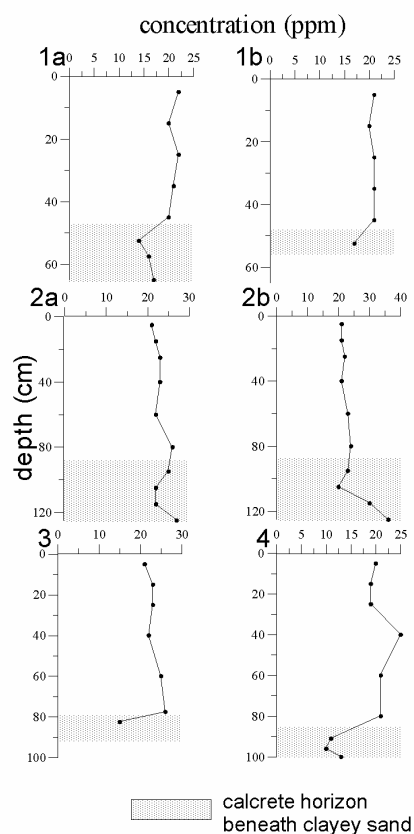 concentration (ppm)
1a
0 5 10 15 20 25
0
20
40
60
1b
0 5 10 15 20 25
0
20
40
60
2a
0 10 20 30
0
40
80
120
2b
0 10 20 30 40
0
40
80
120
depth (cm)
3
0 10 20 30
0
20
40
60
80
100
4
0 5 10 15 20 25
0
20
40
60
80
100
calcrete horizon
beneath clayey sand